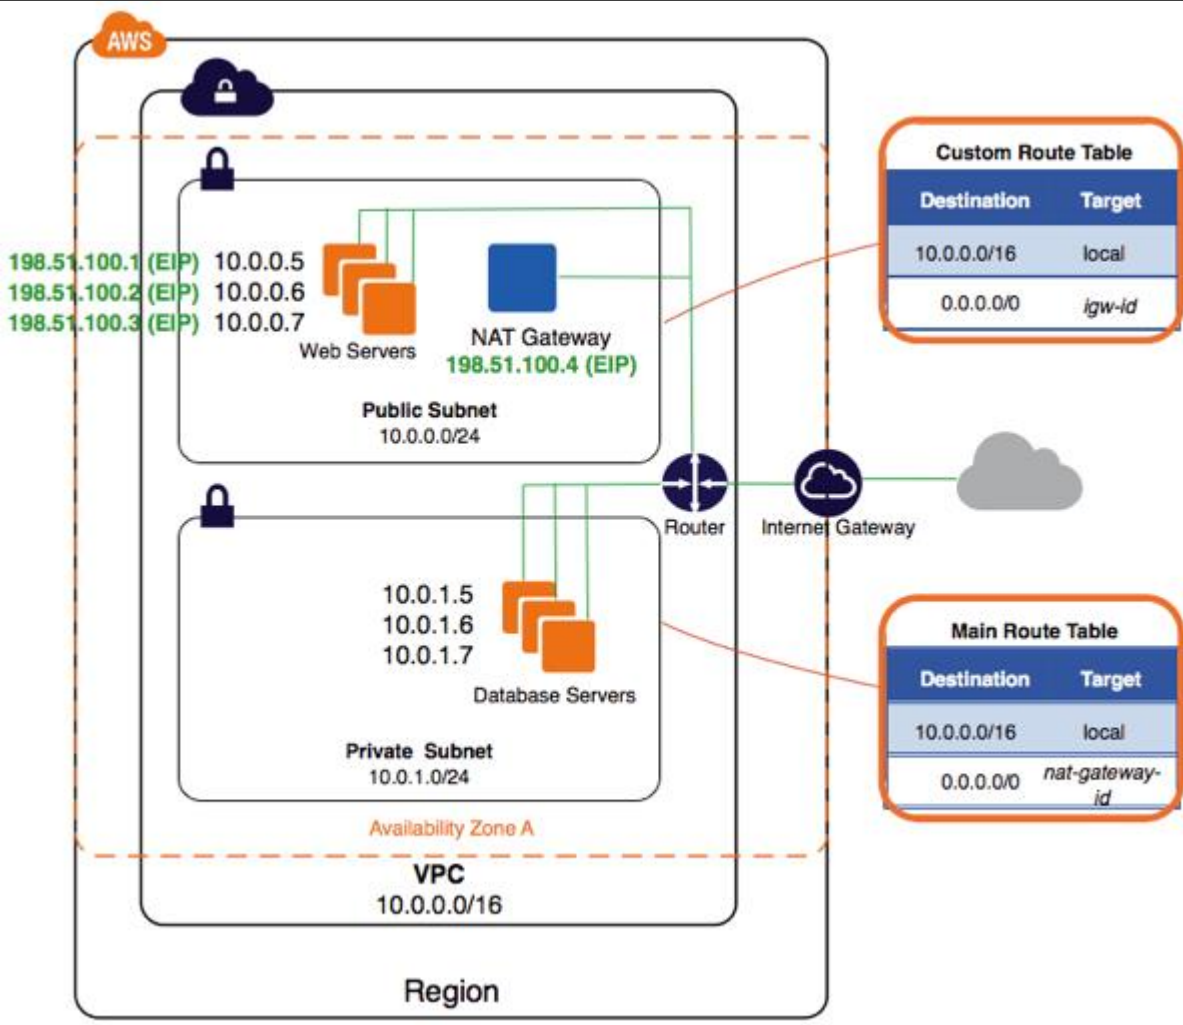 AWS
198.51.100.1 (EIP) 10.0.0.5
198.51.100.2 (EIP) 10.0.0.6
198.51.100.3 (EIP) 10.0.0.7
Web Servers
NAT Gateway
198.51.100.4 (EIP)
Public Subnet
10.0.0.0/24
Custom Route Table
Destination Target
10.0.0.0/16 local
0.0.0.0/0 igw-id
Router
Internet Gateway
10.0.1.5
10.0.1.6
10.0.1.7
Database Servers
Private Subnet
10.0.1.0/24
Main Route Table
Destination Target
10.0.0.0/16 local
0.0.0.0/0 nat-gateway-
id
Availability Zone A
VPC
10.0.0.0/16
Region